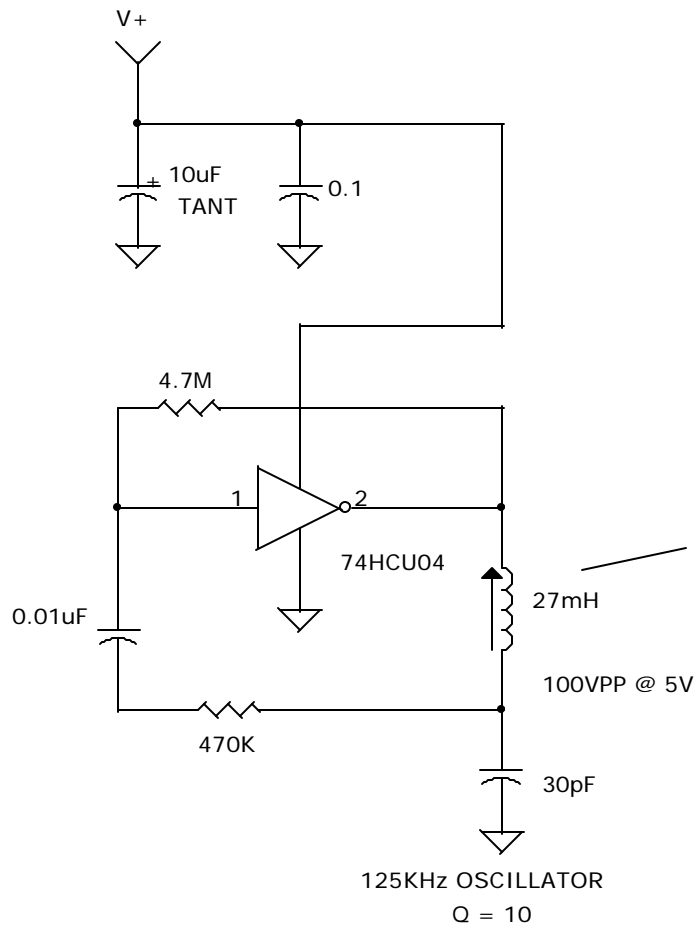 V+
+ 10uF
TANT
0.1
4.7M
1
2
74HCU04
0.01uF
27mH
100VPP @ 5V
470K
30pF
125KHz OSCILLATOR
Q = 10